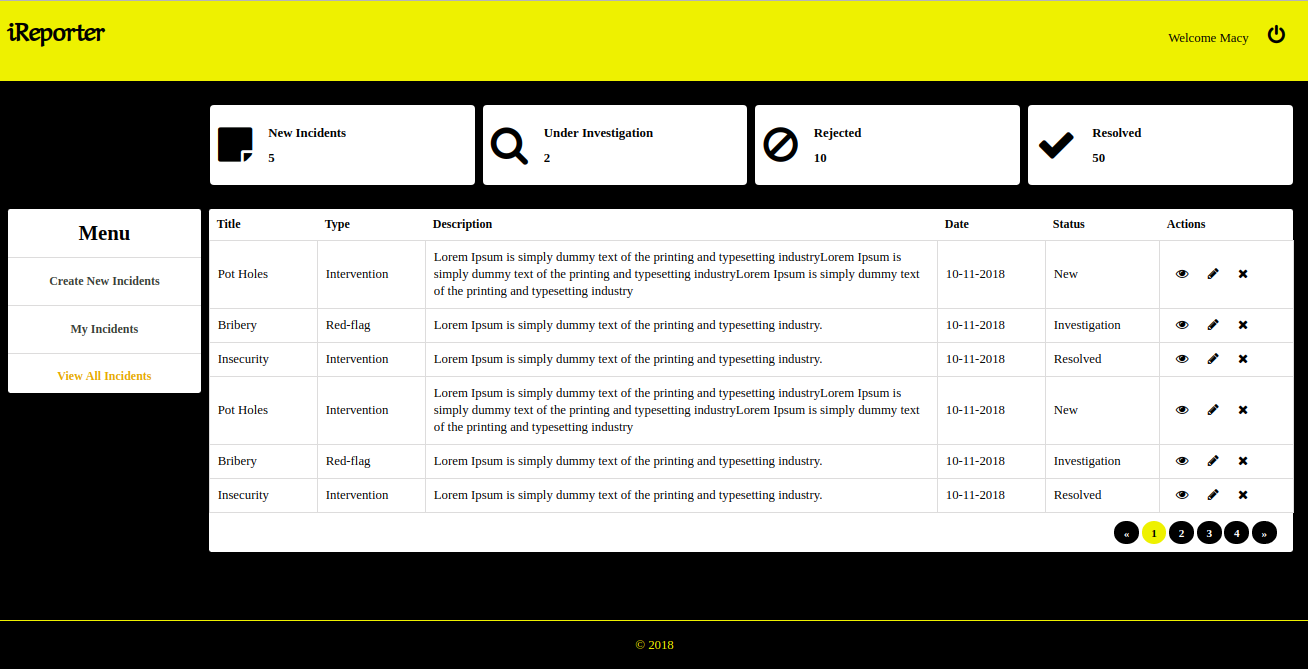 iReporter
Welcome Macy
New Incidents
5
Under Investigation
2
Rejected
10
Resolved
50
Menu
Create New Incidents
My Incidents
View All Incidents
Title Type Description Date Status Actions
Lorem Ipsum is simply dummy text of the printing and typesetting industryLorem Ipsum is
Pot Holes Intervention simply dummy text of the printing and typesetting industryLorem Ipsum is simply dummy text 10-11-2018 New
of the printing and typesetting industry
Bribery Red-flag Lorem Ipsum is simply dummy text of the printing and typesetting industry. 10-11-2018 Investigation
Insecurity Intervention Lorem Ipsum is simply dummy text of the printing and typesetting industry. 10-11-2018 Resolved
Lorem Ipsum is simply dummy text of the printing and typesetting industryLorem Ipsum is
Pot Holes Intervention simply dummy text of the printing and typesetting industryLorem Ipsum is simply dummy text 10-11-2018 New
of the printing and typesetting industry
Bribery Red-flag Lorem Ipsum is simply dummy text of the printing and typesetting industry. 10-11-2018 Investigation
Insecurity Intervention Lorem Ipsum is simply dummy text of the printing and typesetting industry. 10-11-2018 Resolved
« 1 2 3 4 »
© 2018